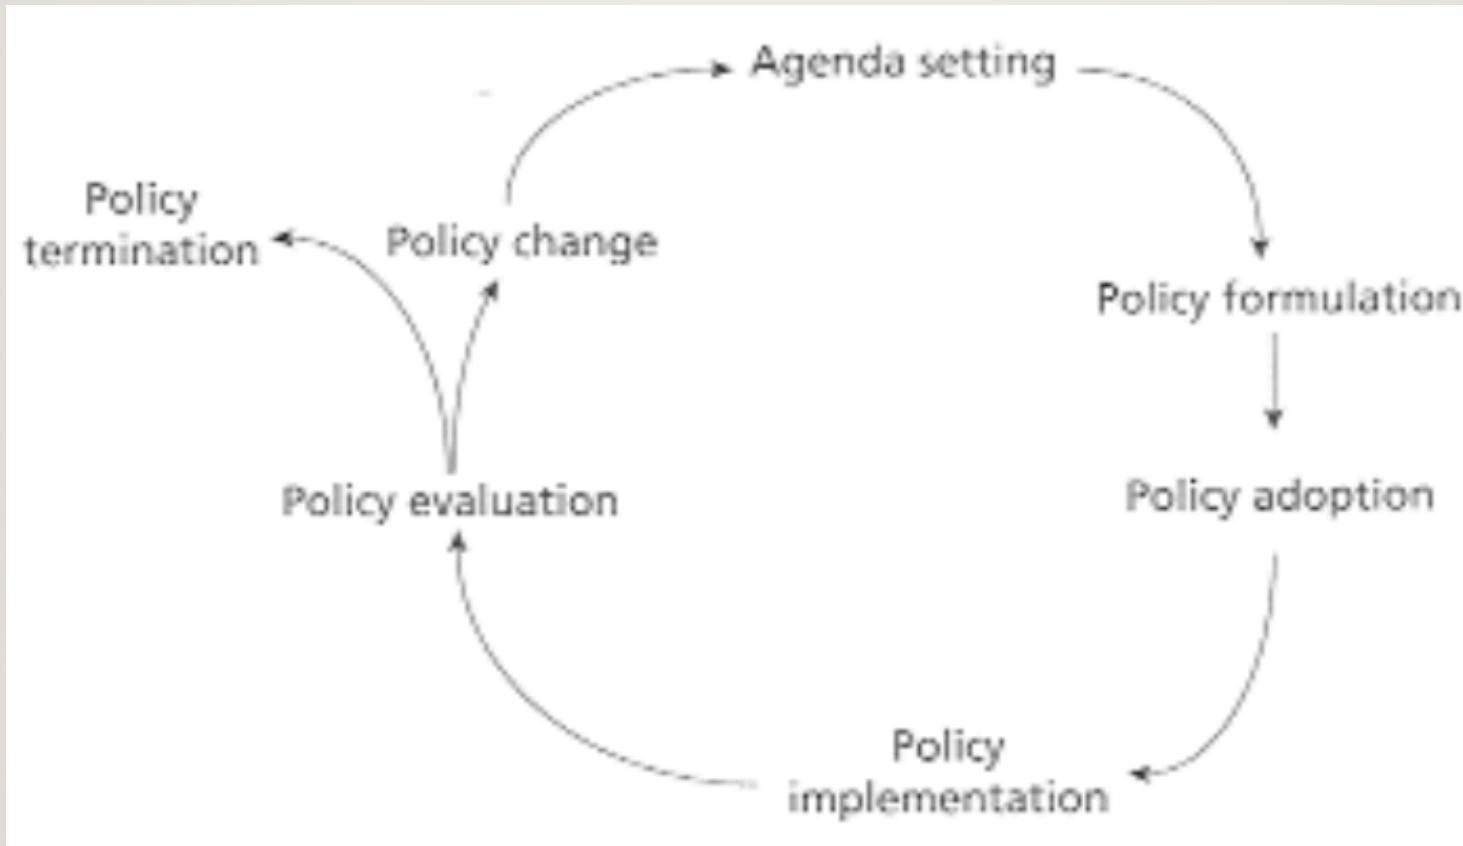 Agenda setting
Policy
termination
Policy change
Policy formulation
Policy evaluation
Policy adoption
Policy
implementation